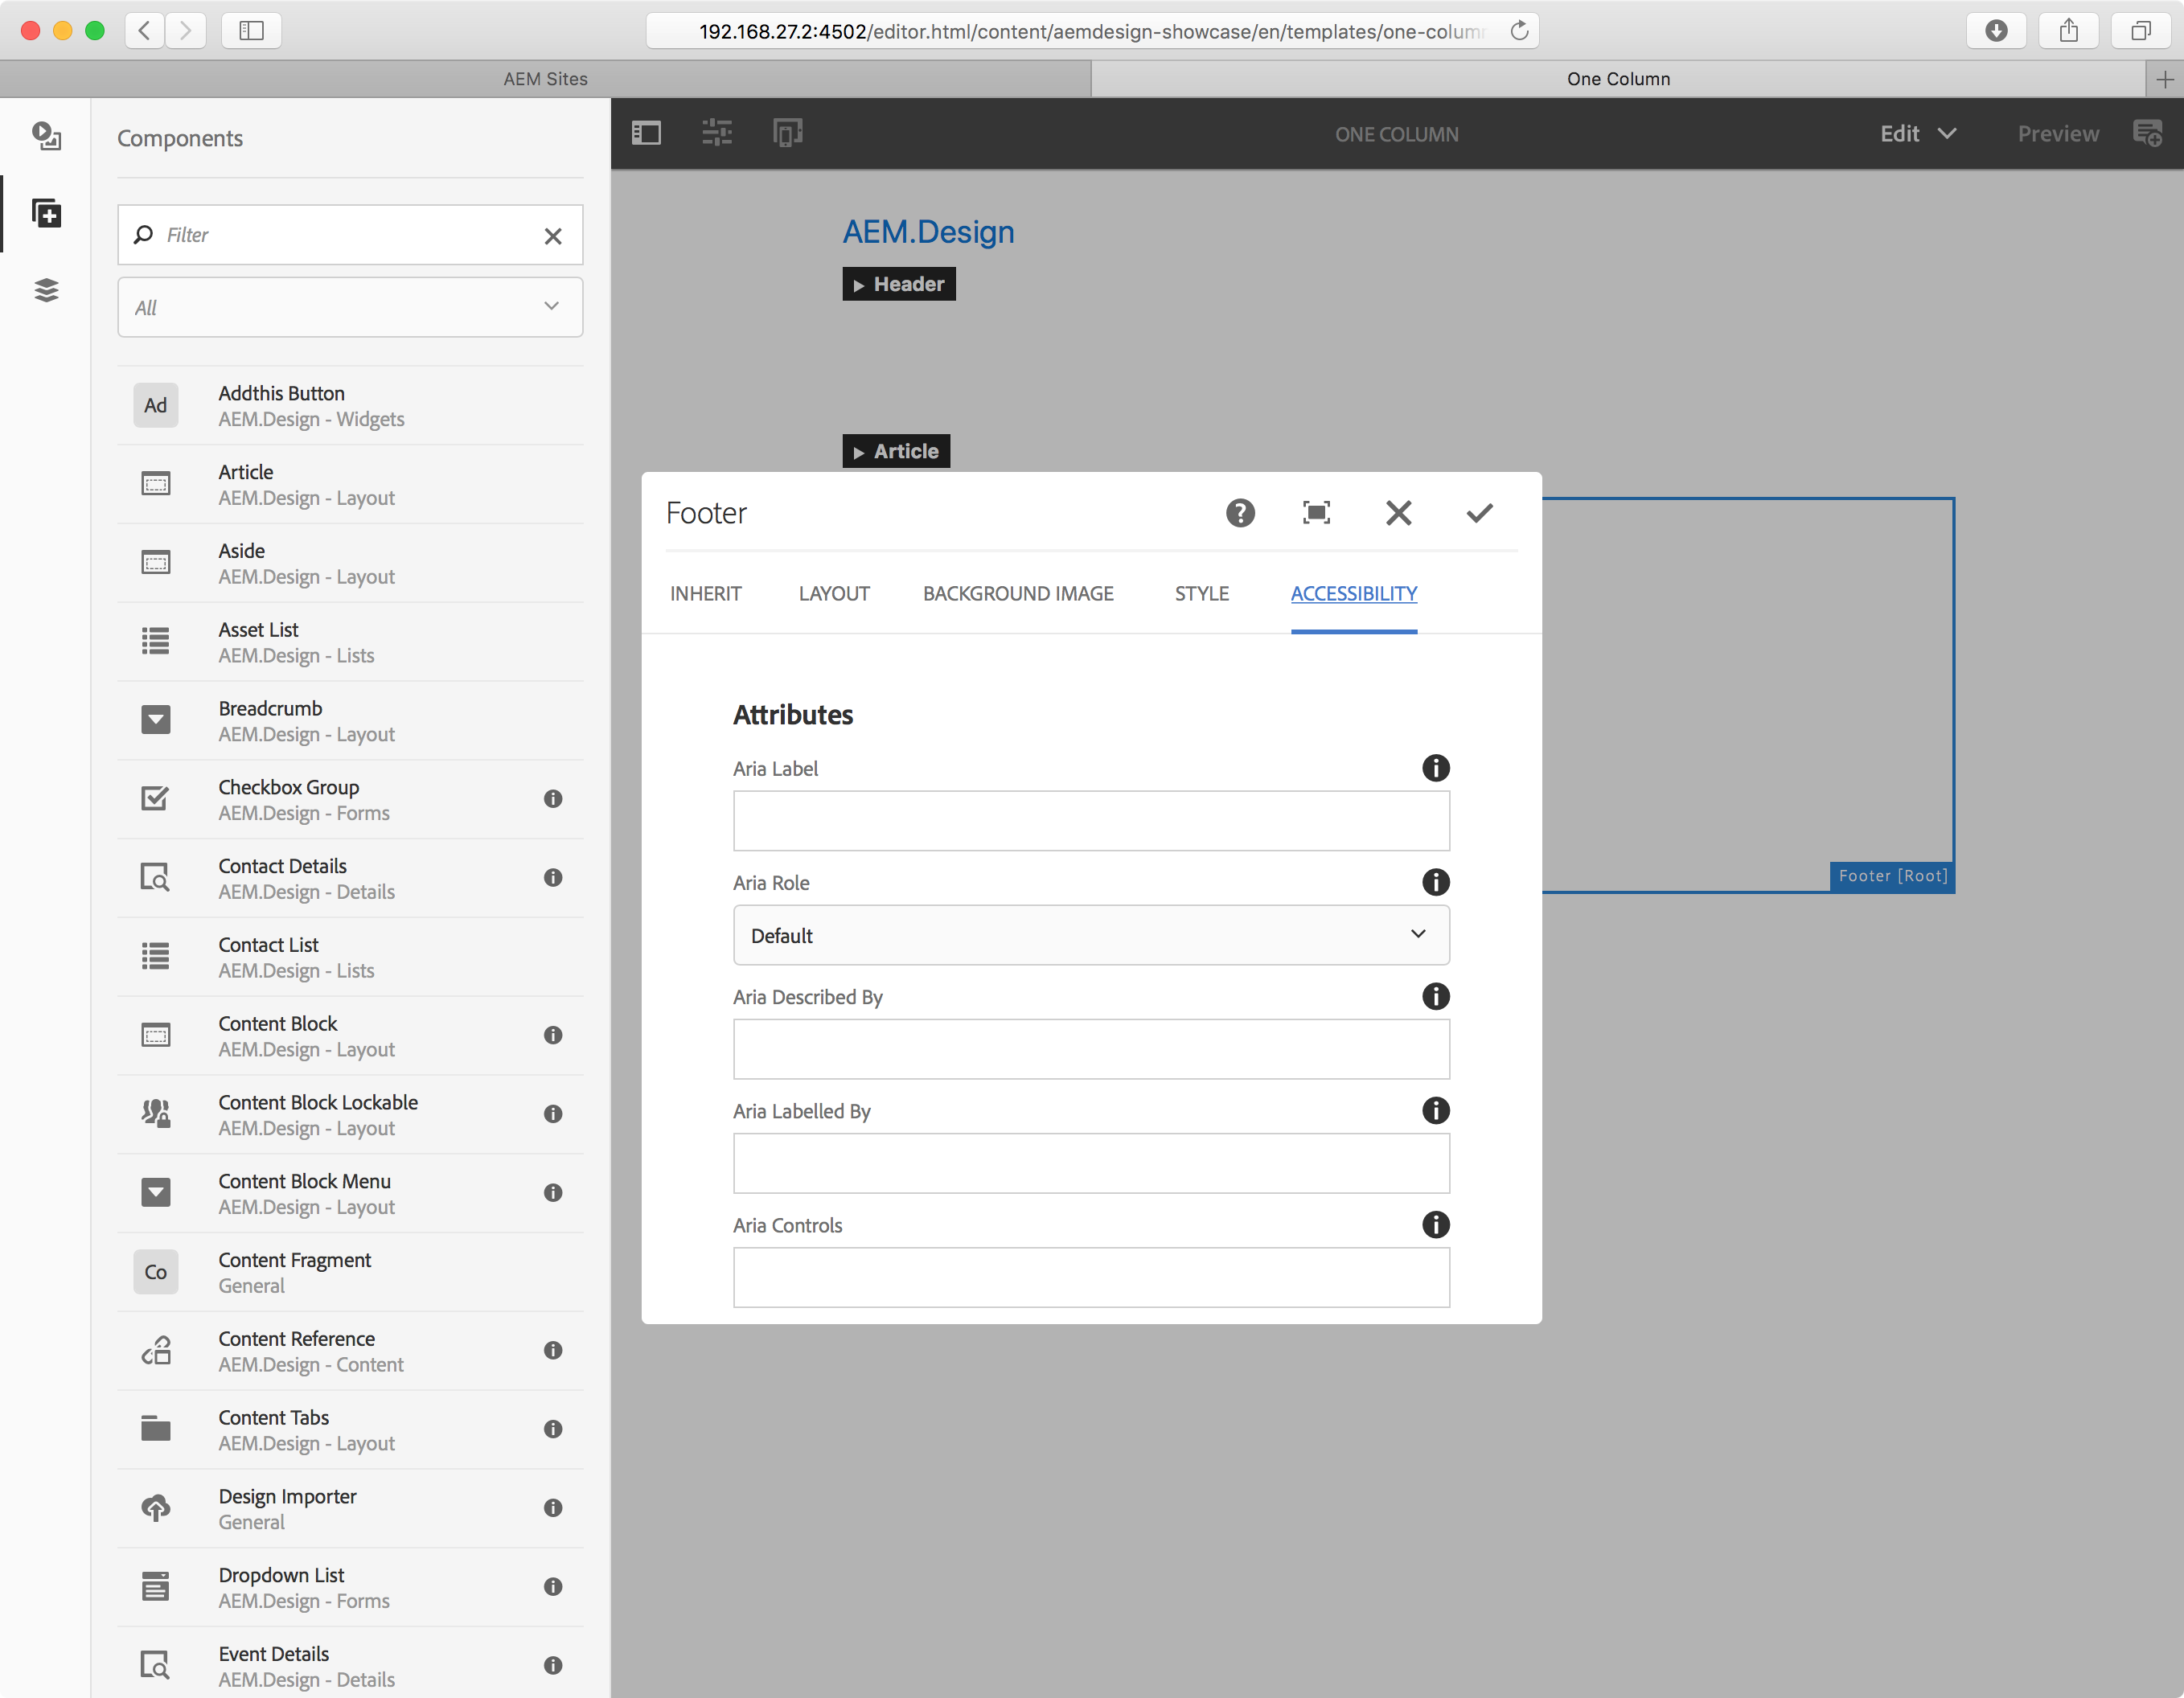 192.168.27.2:4502/editor.html/content/aemdesign-showcase/en/templates/one-colum
AEM Sites
One Column
Components
Filter
All
Ad
Addthis Button
AEM.Design - Widgets
Article
AEM.Design - Layout
Aside
AEM.Design - Layout
Asset List
AEM.Design - Lists
Breadcrumb
AEM.Design - Layout
Checkbox Group
AEM.Design - Forms
Contact Details
AEM.Design - Details
Contact List
AEM.Design - Lists
Content Block
AEM.Design - Layout
Content Block Lockable
AEM.Design - Layout
Content Block Menu
AEM.Design - Layout
Co
Content Fragment
General
Content Reference
AEM.Design - Content
Content Tabs
AEM.Design - Layout
Design Importer
General
Dropdown List
AEM.Design - Forms
Event Details
AEM.Design - Details
ONE COLUMN
Edit
Preview
AEM.Design
Header
Article
Footer
INHERIT
LAYOUT
BACKGROUND IMAGE
STYLE
ACCESSIBILITY
Attributes
Aria Label
Aria Role
Default
Aria Described By
Aria Labelled By
Aria Controls
Footer [Root]